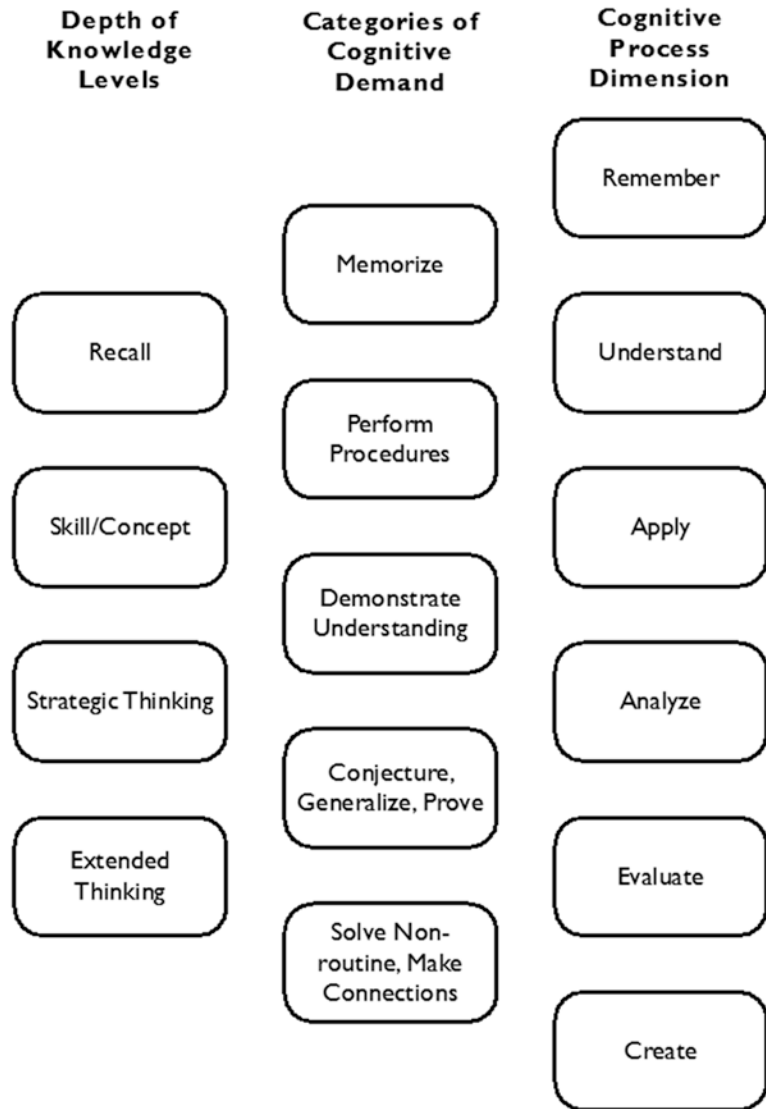 Depth of
Knowledge
Levels
Categories of
Cognitive
Demand
Cognitive
Process
Dimension
Recall
Skill/Concept
Strategic Thinking
Extended
Thinking
Memorize
Perform
Procedures
Demonstrate
Understanding
Conjecture,
Generalize, Prove
Solve Non-
routine, Make
Connections
Remember
Understand
Apply
Analyze
Evaluate
Create